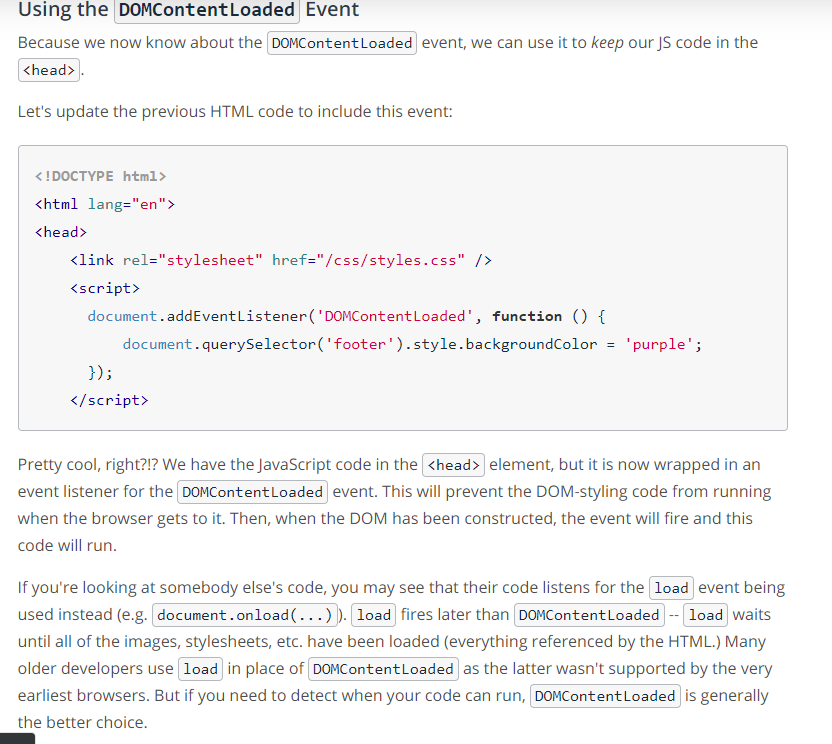 Using the DOMContentLoaded Event
Because we now know about the DOMContentLoaded event, we can use it to keep our JS code in the
<head>.
Let's update the previous HTML code to include this event:
<!DOCTYPE html>
<html lang="en">
<head>
    <link rel="stylesheet" href="/css/styles.css" />
    <script>
      document.addEventListener('DOMContentLoaded', function () {
          document.querySelector('footer').style.backgroundColor = 'purple';
      });
    </script>
Pretty cool, right?!? We have the JavaScript code in the <head> element, but it is now wrapped in an
event listener for the DOMContentLoaded event. This will prevent the DOM-styling code from running
when the browser gets to it. Then, when the DOM has been constructed, the event will fire and this
code will run.
If you're looking at somebody else's code, you may see that their code listens for the load event being
used instead (e.g. document.onload(...)). load fires later than DOMContentLoaded -- load waits
until all of the images, stylesheets, etc. have been loaded (everything referenced by the HTML.) Many
older developers use load in place of DOMContentLoaded as the latter wasn't supported by the very
earliest browsers. But if you need to detect when your code can run, DOMContentLoaded is generally
the better choice.